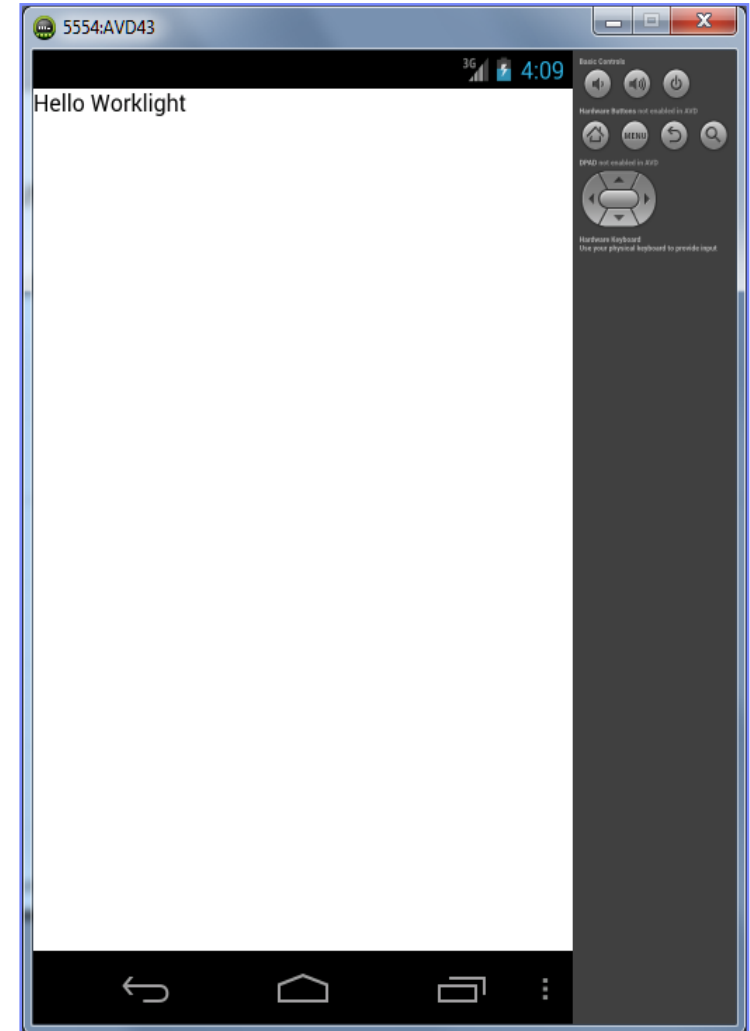 5554:AVD43
3G 4:09
Hello Worklight
Basic Controls
Hardware Buttons not enabled in AVD
MENU
DPAD not enabled in AVD
Hardware Keyboard
Use your physical keyboard to provide input